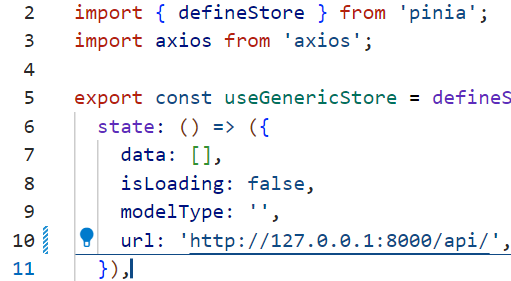 2 import { defineStore } from 'pinia';
3 import axios from 'axios';
4
5 export const useGenericStore = defineS
6 state: () => ({
7 data: [],
8 isLoading: false,
9 modelType: '',
10 url: 'http://127.0.0.1:8000/api/',
11 }),